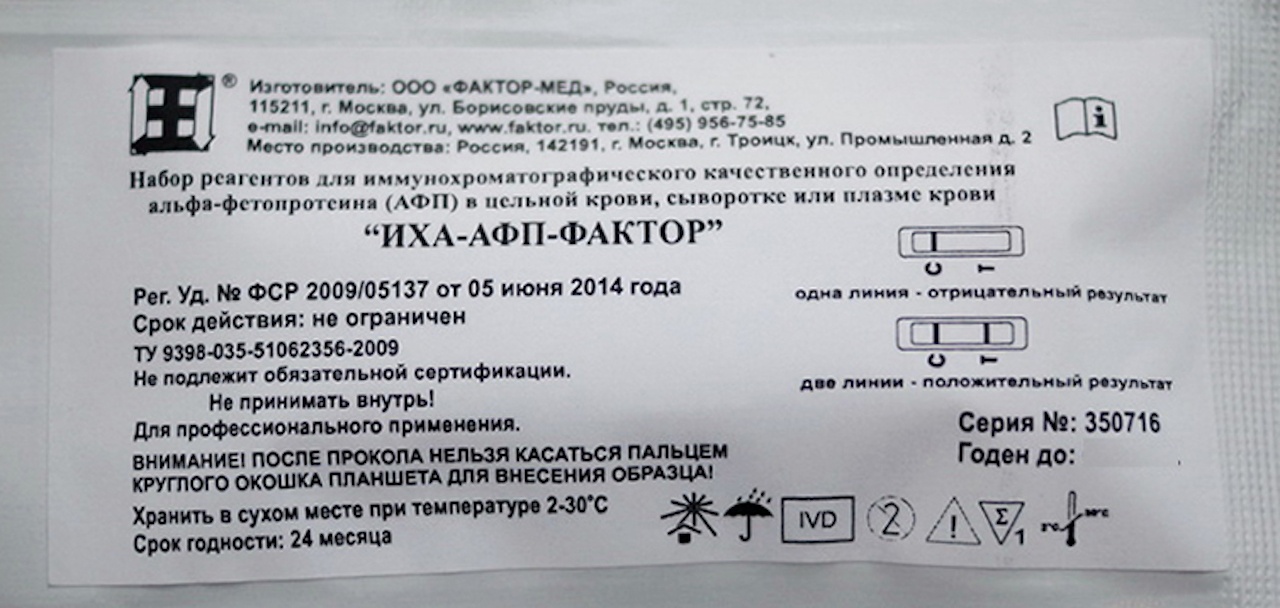 ®
Изготовитель: ООО «ФАКТОР-МЕД», Россия,
115211, г. Москва, ул. Борисовские пруды, д. 1, стр. 72,
e-mail: info@faktor.ru, www.faktor.ru. тел.: (495) 956-75-85
Место производства: Россия, 142191, г. Москва, г. Троицк, ул. Промышленная д. 2
i
Набор реагентов для иммунохроматографического качественного определения
альфа-фетопротеина (АФП) в цельной крови, сыворотке или плазме крови
“ИХА-АФП-ФАКТОР”
C T
одна линия - отрицательный результат
C T
две линии - положительный результат
Рег. Уд. № ФСР 2009/05137 от 05 июня 2014 года
Срок действия: не ограничен
ТУ 9398-035-51062356-2009
Не подлежит обязательной сертификации.
Не принимать внутрь!
Для профессионального применения.
ВНИМАНИЕ! ПОСЛЕ ПРОКОЛА НЕЛЬЗЯ КАСАТЬСЯ ПАЛЬЦЕМ
КРУГЛОГО ОКОШКА ПЛАНШЕТА ДЛЯ ВНЕСЕНИЯ ОБРАЗЦА!
Хранить в сухом месте при температуре 2-30°С
Срок годности: 24 месяца
Серия №: 350716
Годен до:
IVD 2 ! Σ 1 2°C 30°C